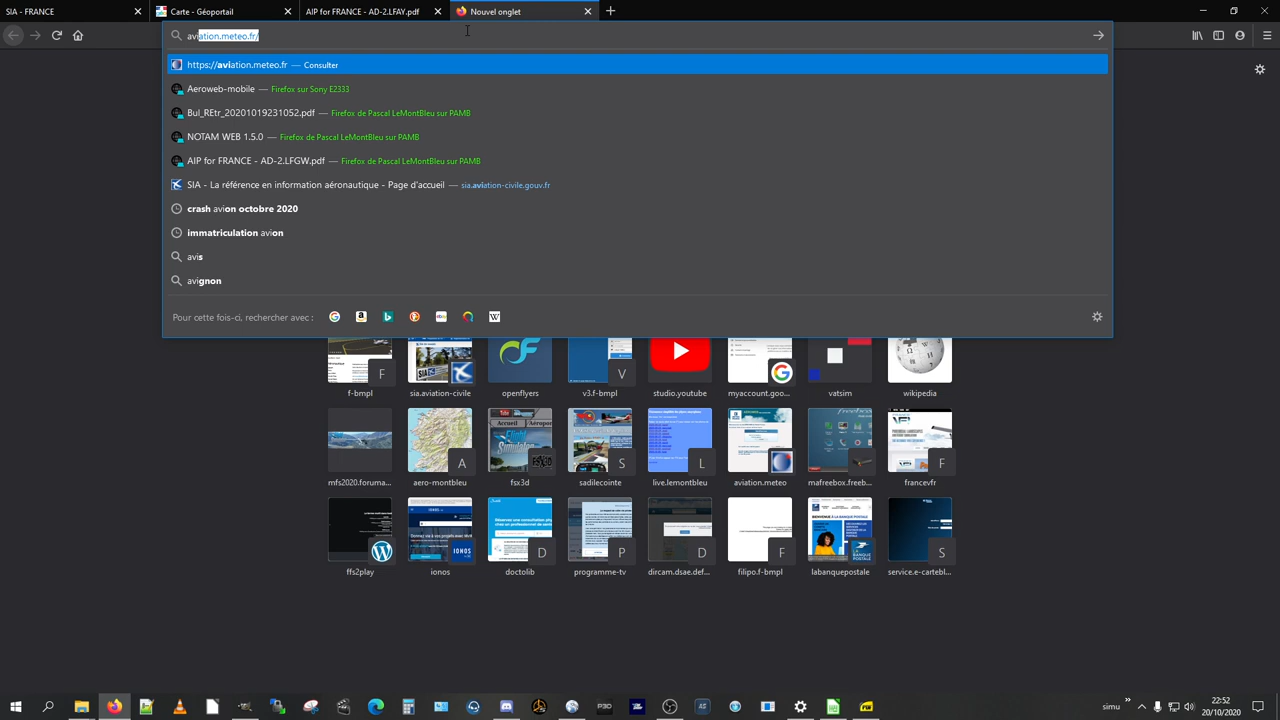 SIA - FRANCE
Carte - Géoportail
AIP for FRANCE - AD-2.LFAY.pdf
Nouvel onglet
aviation.meteo.fr/
https://aviation.meteo.fr — Consulter
Aeroweb-mobile — Firefox sur Sony E2333
Bul_REtr_20201019231052.pdf — Firefox de Pascal LeMontBleu sur PAMB
NOTAM WEB 1.5.0 — Firefox de Pascal LeMontBleu sur PAMB
AIP for FRANCE - AD-2.LFGW.pdf — Firefox de Pascal LeMontBleu sur PAMB
SIA - La référence en information aéronautique - Page d'accueil — sia.aviation-civile.gouv.fr
crash avion octobre 2020
immatriculation avion
avis
avignon
Pour cette fois-ci, rechercher avec :
F V
f-bmpl sia.aviation-civile openflyers v3.f-bmpl studio.youtube myaccount.goo... vatsim wikipedia
A S L F
mfs2020.foruma... aero-montbleu fsx3d sadilecointe live.lemontbleu aviation.meteo mafreebox.freeb... francevfr
IONOS D P D F S
ffs2play ionos doctolib programme-tv dircam.dsae.def... filipo.f-bmpl labanquepostale service.e-cartebl...
P3D
simu
22:52
20/10/2020